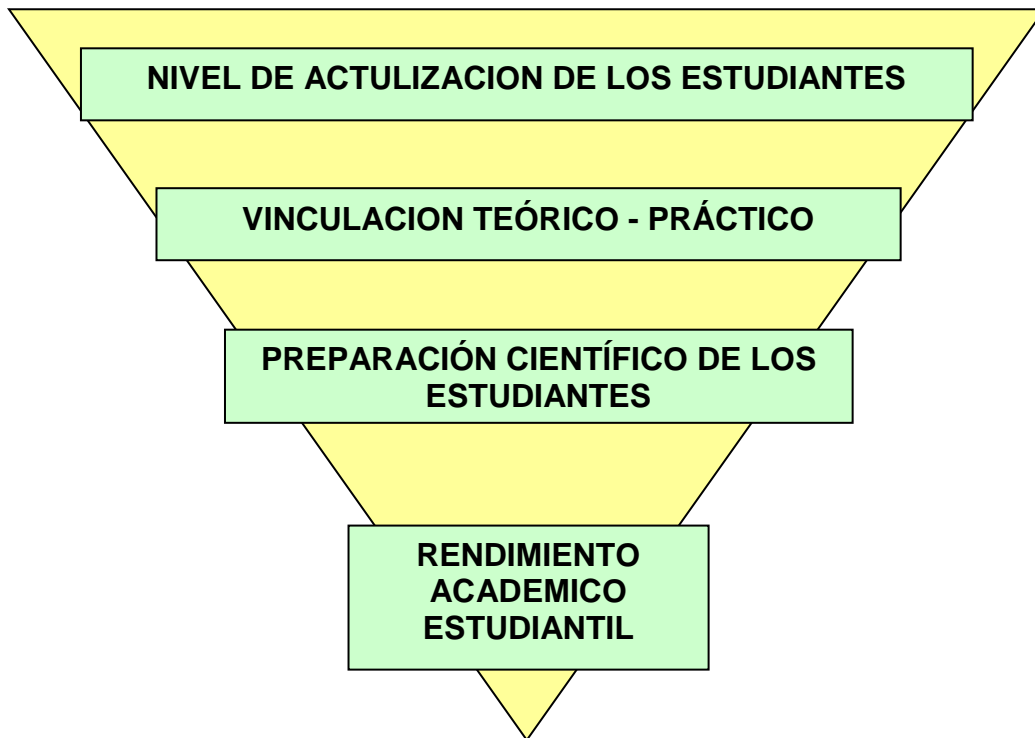 NIVEL DE ACTULIZACION DE LOS ESTUDIANTES
VINCULACION TEÓRICO - PRÁCTICO
PREPARACIÓN CIENTÍFICO DE LOS
ESTUDIANTES
RENDIMIENTO
ACADEMICO
ESTUDIANTIL